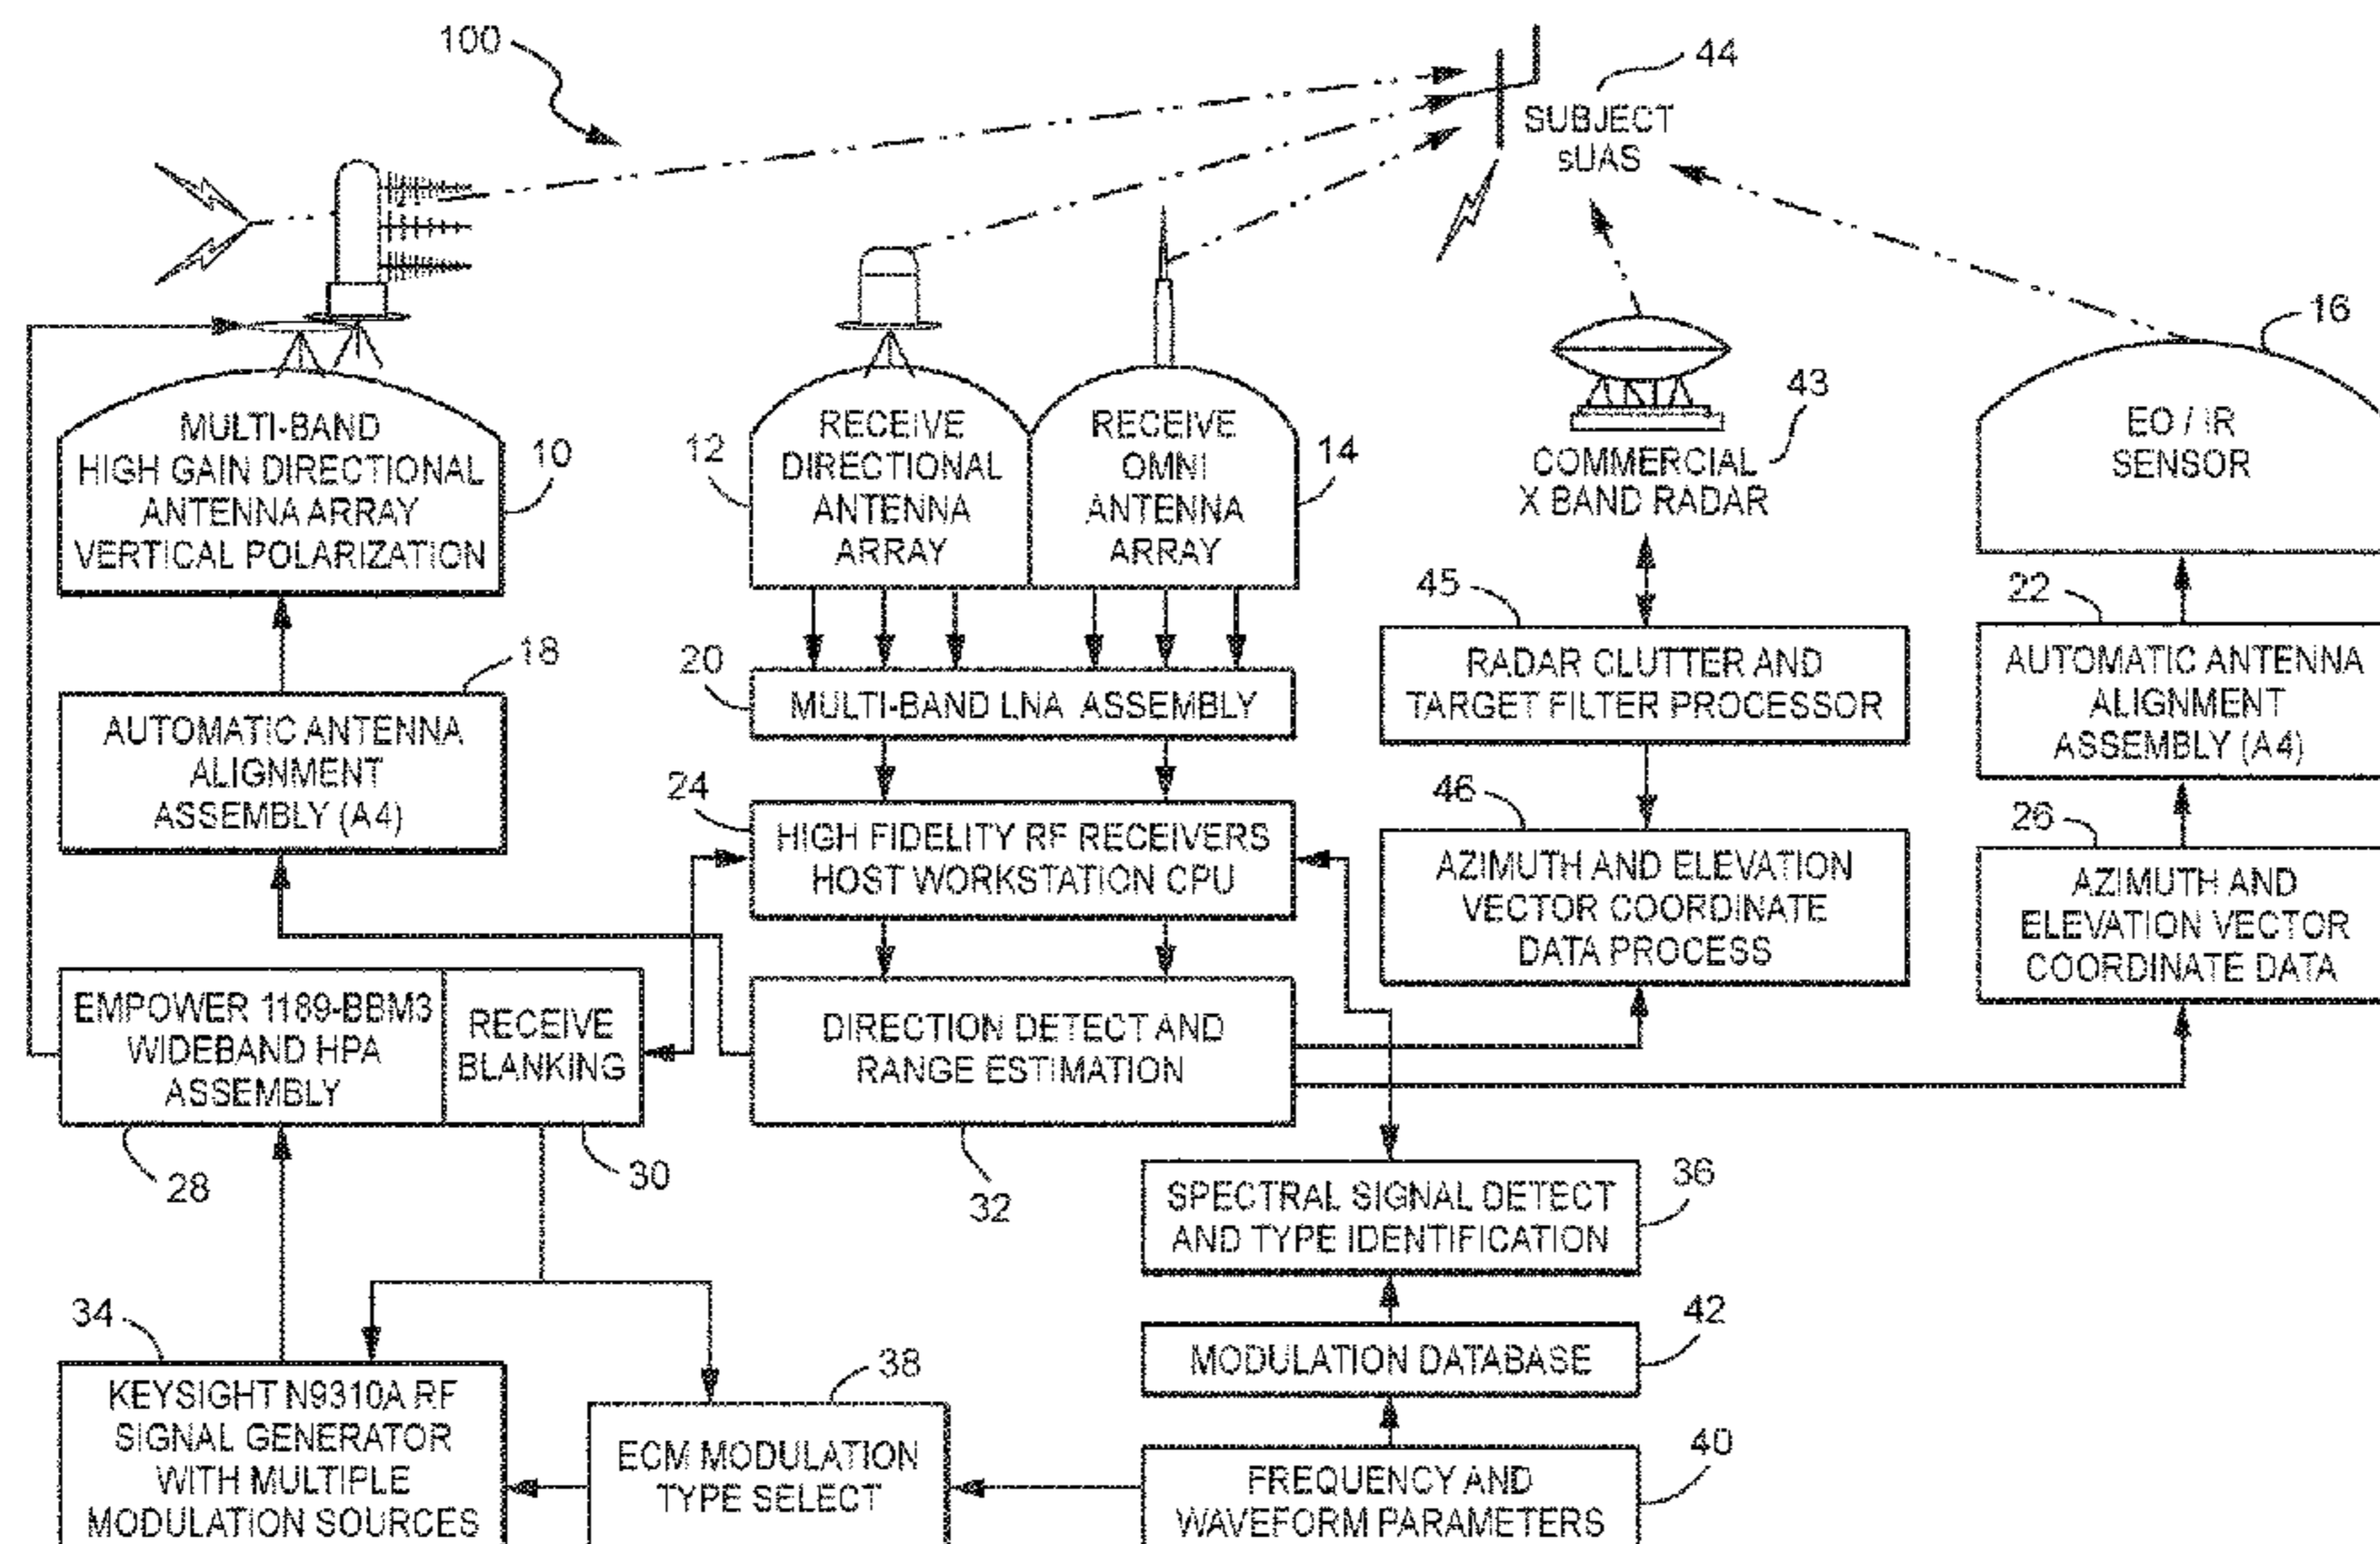 100
44
SUBJECT
sUAS
16
43
MULTI-BAND
HIGH GAIN DIRECTIONAL
ANTENNA ARRAY
VERTICAL POLARIZATION
10
12
RECEIVE
DIRECTIONAL
ANTENNA
ARRAY
RECEIVE
OMNI
ANTENNA
ARRAY
14
COMMERCIAL
X BAND RADAR
EO / IR
SENSOR
18
20
45
22
AUTOMATIC ANTENNA
ALIGNMENT
ASSEMBLY (A4)
MULTI-BAND LNA ASSEMBLY
RADAR CLUTTER AND
TARGET FILTER PROCESSOR
AUTOMATIC ANTENNA
ALIGNMENT
ASSEMBLY (A4)
24
46
26
HIGH FIDELITY RF RECEIVERS
HOST WORKSTATION CPU
AZIMUTH AND ELEVATION
VECTOR COORDINATE
DATA PROCESS
AZIMUTH AND
ELEVATION VECTOR
COORDINATE DATA
EMPOWER 1189-BBM3
WIDEBAND HPA
ASSEMBLY
RECEIVE
BLANKING
DIRECTION DETECT AND
RANGE ESTIMATION
28
30
32
36
SPECTRAL SIGNAL DETECT
AND TYPE IDENTIFICATION
34
38
42
MODULATION DATABASE
KEYSIGHT N9310A RF
SIGNAL GENERATOR
WITH MULTIPLE
MODULATION SOURCES
ECM MODULATION
TYPE SELECT
40
FREQUENCY AND
WAVEFORM PARAMETERS